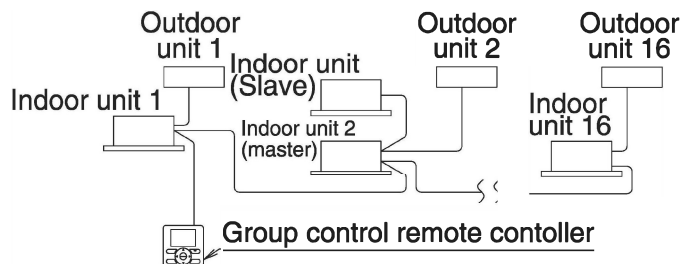 Outdoor
unit 1
Indoor unit
(Slave)
Outdoor
unit 2
Outdoor
unit 16
Indoor unit 1
Indoor unit 2
(master)
Indoor
unit 16
Group control remote contoller